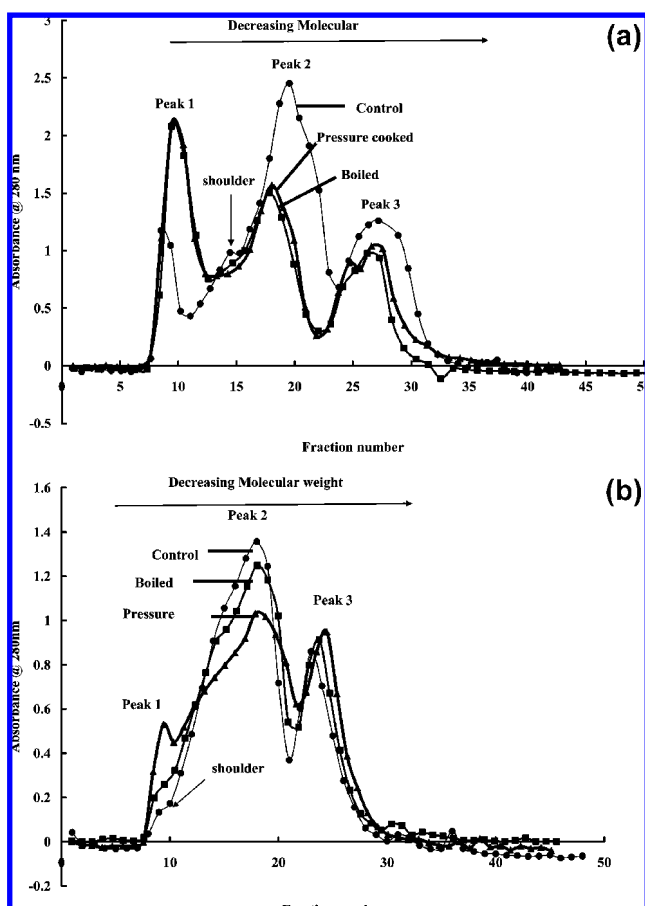 3
Decreasing Molecular
(a)
Peak 2
2.5
Peak 1
Control
2
Pressure cooked
shoulder
Boiled
1.5
Peak 3
Absorbance @ 280 nm
1
0.5
0
0 5 10 15 20 25 30 35 40 45 50
-0.5
Fraction number
1.6
Decreasing Molecular weight
(b)
Peak 2
1.4
Control
1.2
Boiled
Peak 3
Pressure
1
0.8
Peak 1
Absorbance @ 280nm
0.6
0.4
shoulder
0.2
0
0 10 20 30 40 50
-0.2